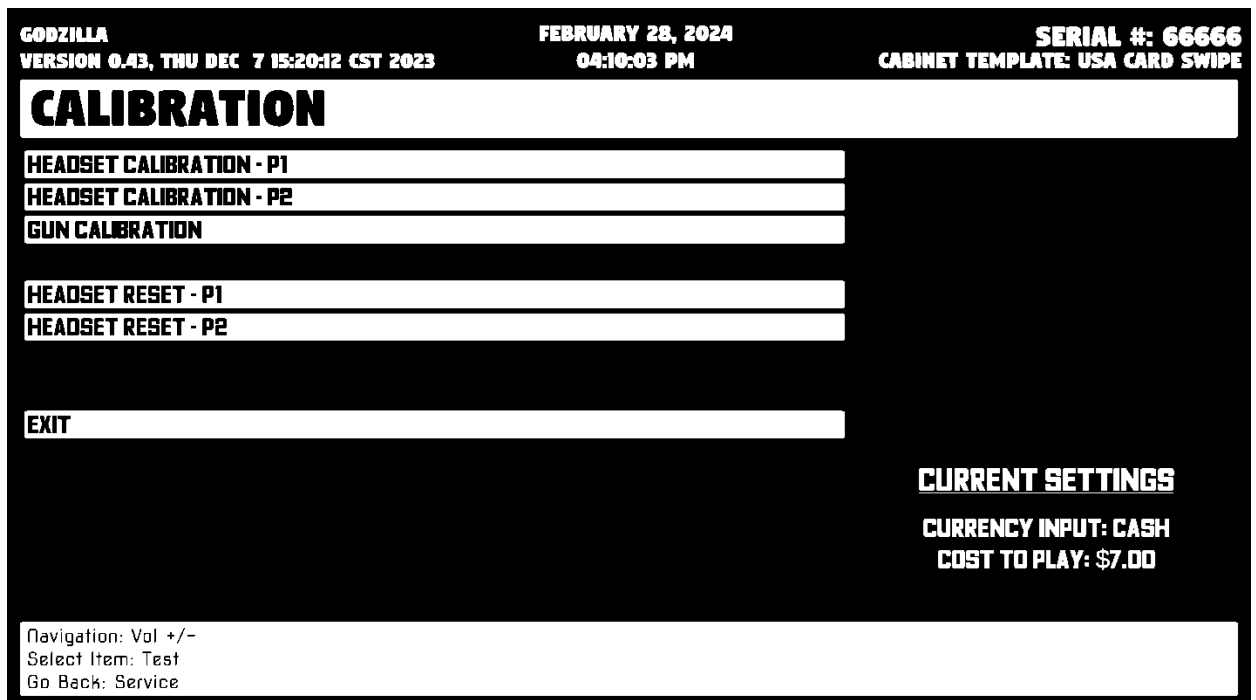 GODZILLA
VERSION 0.43, THU DEC 7 15:20:12 CST 2023
FEBRUARY 28, 2024
04:10:03 PM
SERIAL #: 66666
CABINET TEMPLATE: USA CARD SWIPE
CALIBRATION
HEADSET CALIBRATION - P1
HEADSET CALIBRATION - P2
GUN CALIBRATION
HEADSET RESET - P1
HEADSET RESET - P2
EXIT
CURRENT SETTINGS
CURRENCY INPUT: CASH
COST TO PLAY: $7.00
Navigation: Vol +/-
Select Item: Test
Go Back: Service